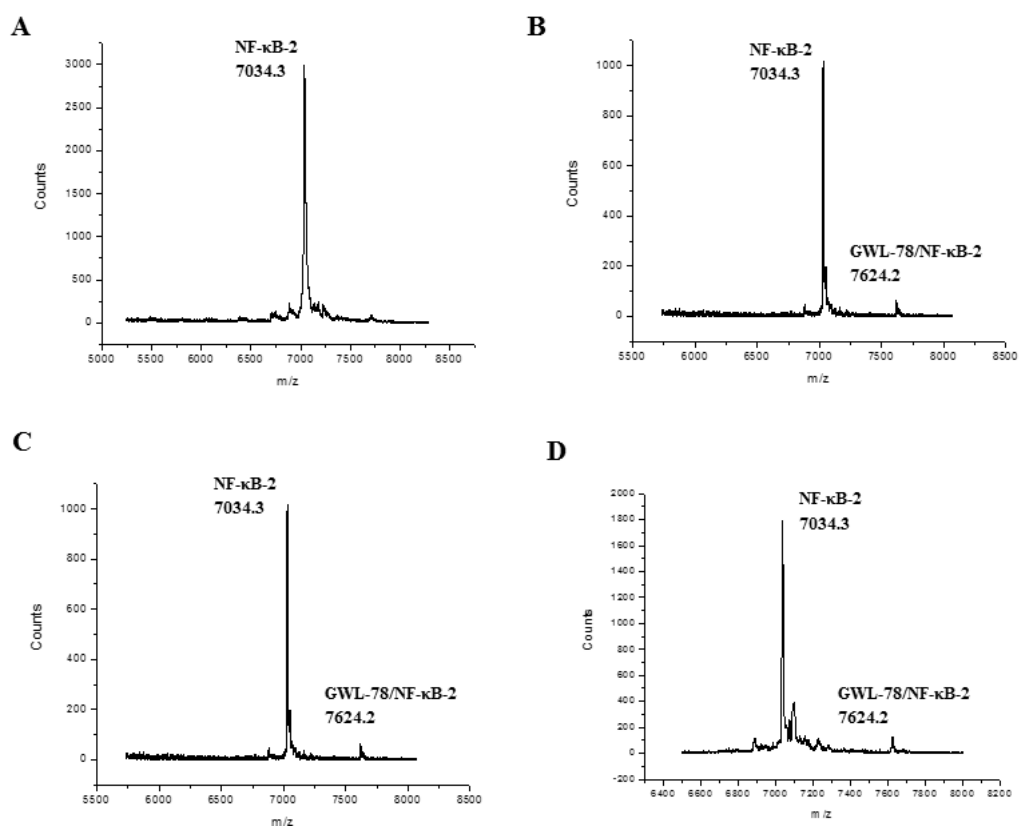 A
NF-κB-2
7034.3
3000
2500
2000
1500
1000
500
0
Counts
5000 5500 6000 6500 7000 7500 8000 8500
m/z
B
NF-κB-2
7034.3
GWL-78/NF-κB-2
7624.2
1000
800
600
400
200
0
Counts
5500 6000 6500 7000 7500 8000 8500
m/z
C
NF-κB-2
7034.3
GWL-78/NF-κB-2
7624.2
1000
800
600
400
200
0
Counts
5500 6000 6500 7000 7500 8000 8500
m/z
D
NF-κB-2
7034.3
GWL-78/NF-κB-2
7624.2
2000
1800
1600
1400
1200
1000
800
600
400
200
0
-200
Counts
6400 6600 6800 7000 7200 7400 7600 7800 8000 8200
m/z